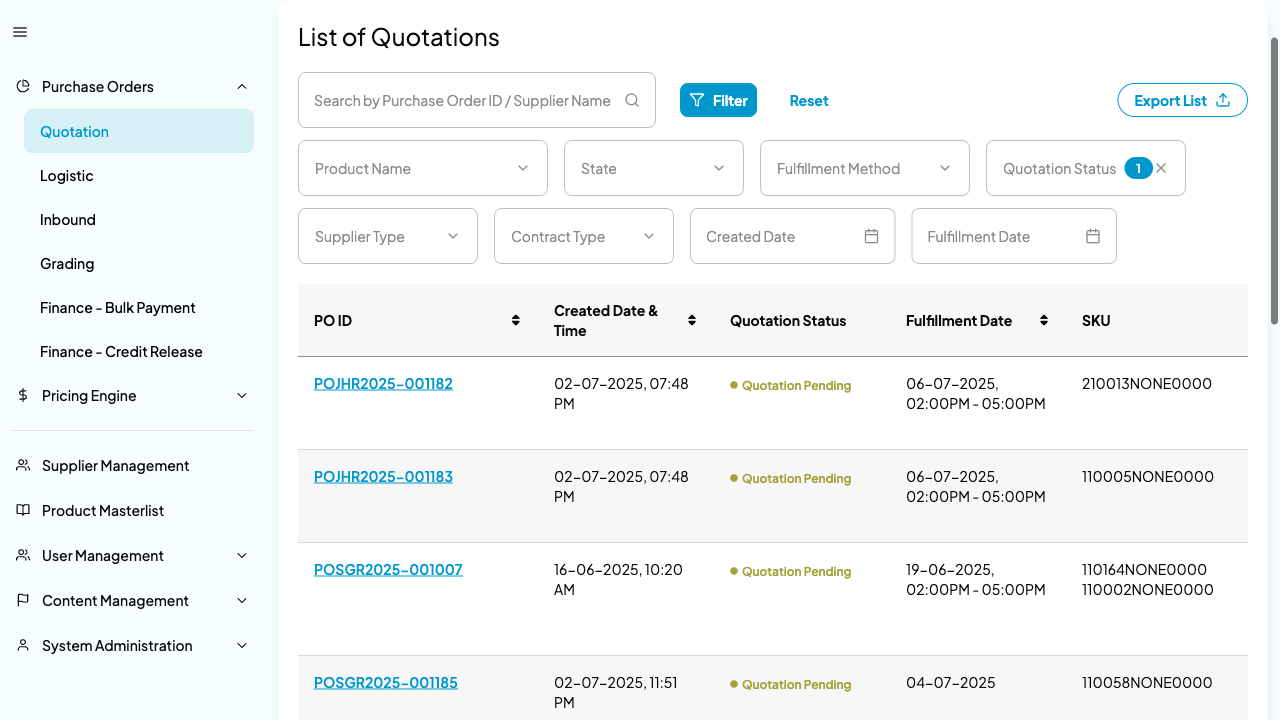 Purchase Orders
Quotation
Logistic
Inbound
Grading
Finance - Bulk Payment
Finance - Credit Release
Pricing Engine
Supplier Management
Product Masterlist
User Management
Content Management
System Administration
List of Quotations
Search by Purchase Order ID / Supplier Name
Filter
Reset
Export List
Product Name
State
Fulfillment Method
Quotation Status 1
Supplier Type
Contract Type
Created Date
Fulfillment Date
PO ID
Created Date &
Time
Quotation Status
Fulfillment Date
SKU
POJHR2025-001182
02-07-2025, 07:48
PM
Quotation Pending
06-07-2025,
02:00PM - 05:00PM
210013NONE0000
POJHR2025-001183
02-07-2025, 07:48
PM
Quotation Pending
06-07-2025,
02:00PM - 05:00PM
110005NONE0000
POSGR2025-001007
16-06-2025, 10:20
AM
Quotation Pending
19-06-2025,
02:00PM - 05:00PM
110164NONE0000
110002NONE0000
POSGR2025-001185
02-07-2025, 11:51
PM
Quotation Pending
04-07-2025
110058NONE0000